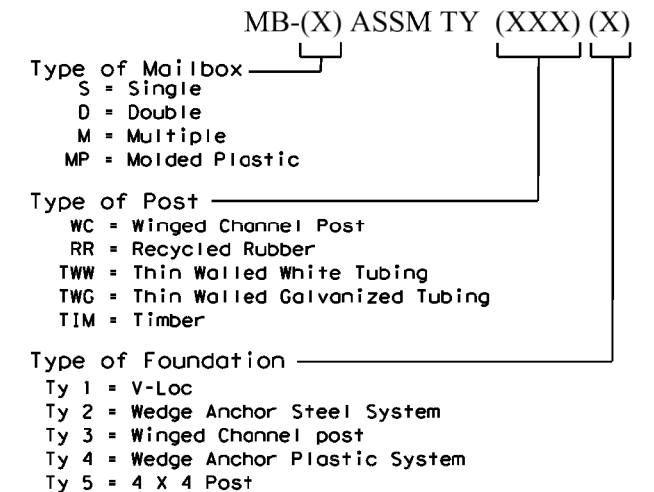 MB-(X) ASSM TY (XXX) (X)
Type of Mailbox
S = Single
D = Double
M = Multiple
MP = Molded Plastic
Type of Post
WC = Winged Channel Post
RR = Recycled Rubber
TWW = Thin Walled White Tubing
TWG = Thin Walled Galvanized Tubing
TIM = Timber
Type of Foundation
Ty 1 = V-Loc
Ty 2 = Wedge Anchor Steel System
Ty 3 = Winged Channel post
Ty 4 = Wedge Anchor Plastic System
Ty 5 = 4 X 4 Post